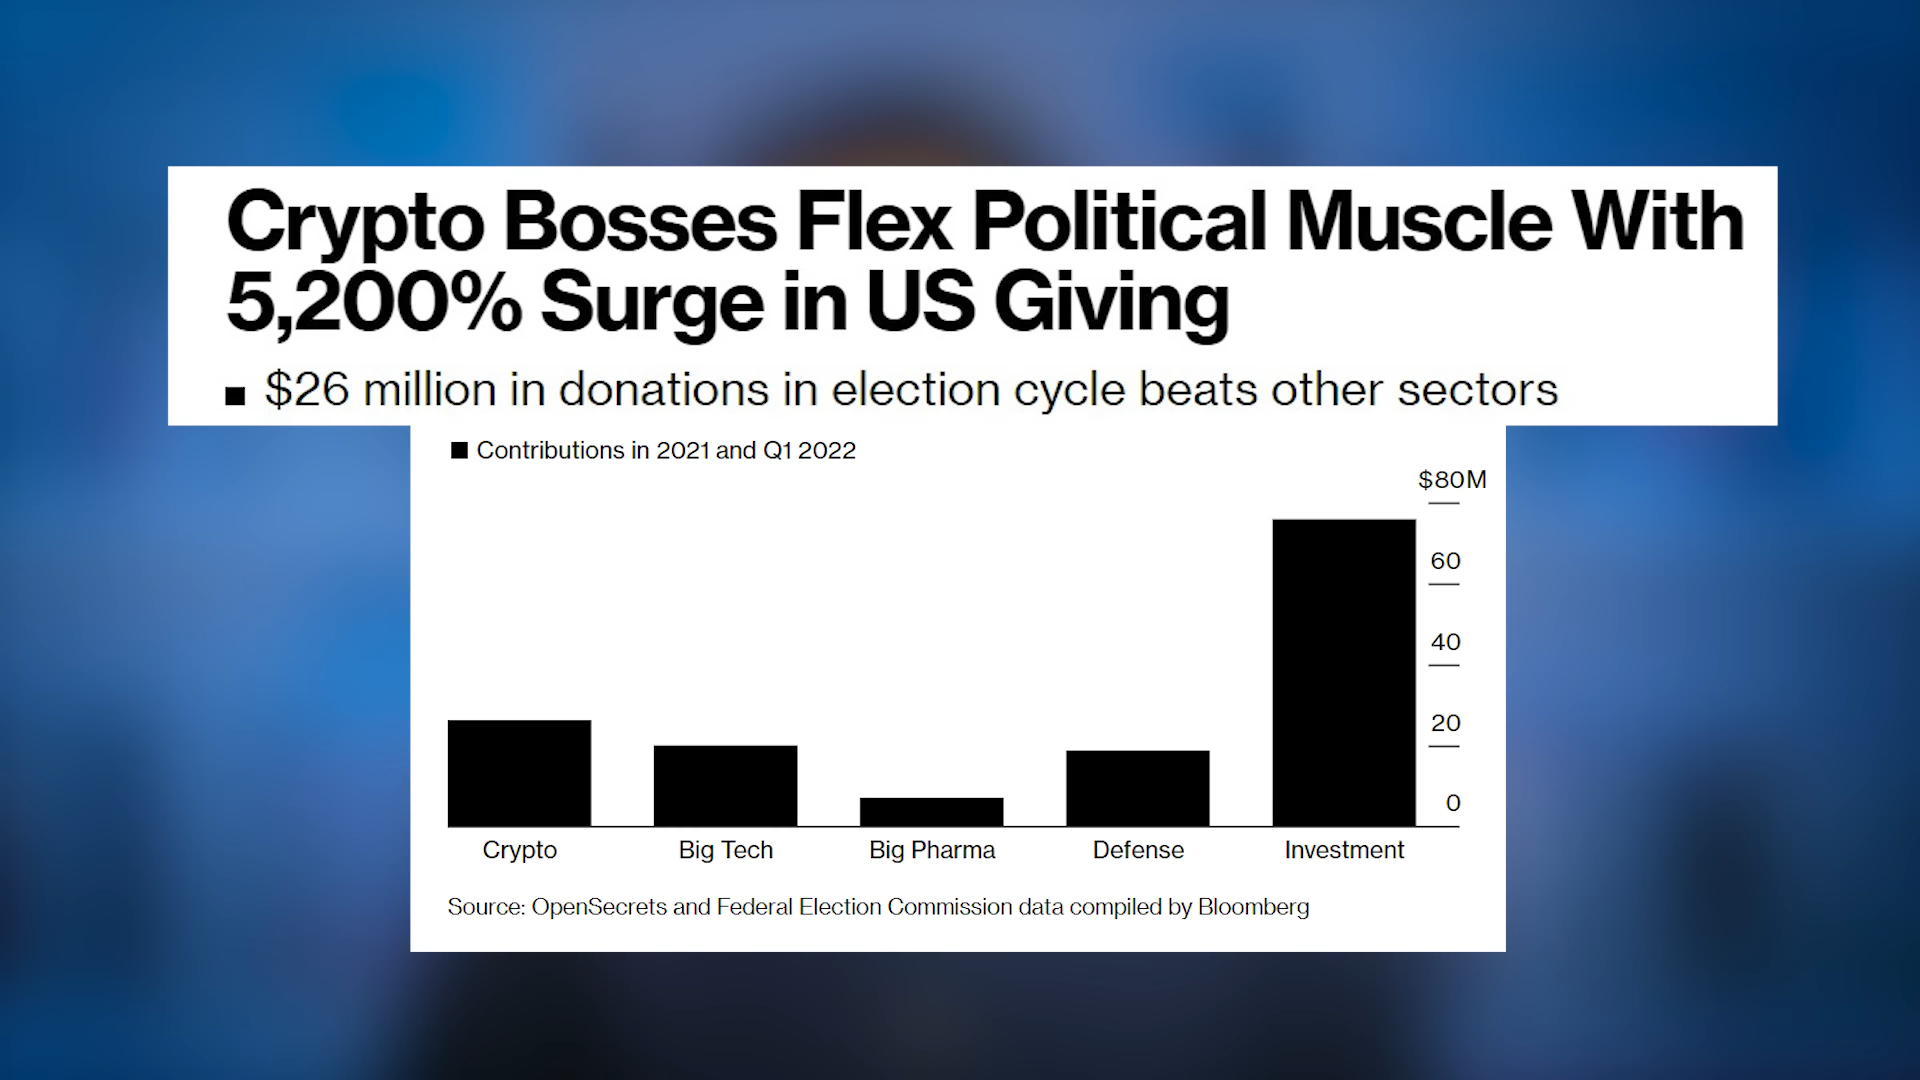 Crypto Bosses Flex Political Muscle With
5,200% Surge in US Giving
■ $26 million in donations in election cycle beats other sectors
■ Contributions in 2021 and Q1 2022
$80M
60
40
20
0
Crypto Big Tech Big Pharma Defense Investment
Source: OpenSecrets and Federal Election Commission data compiled by Bloomberg